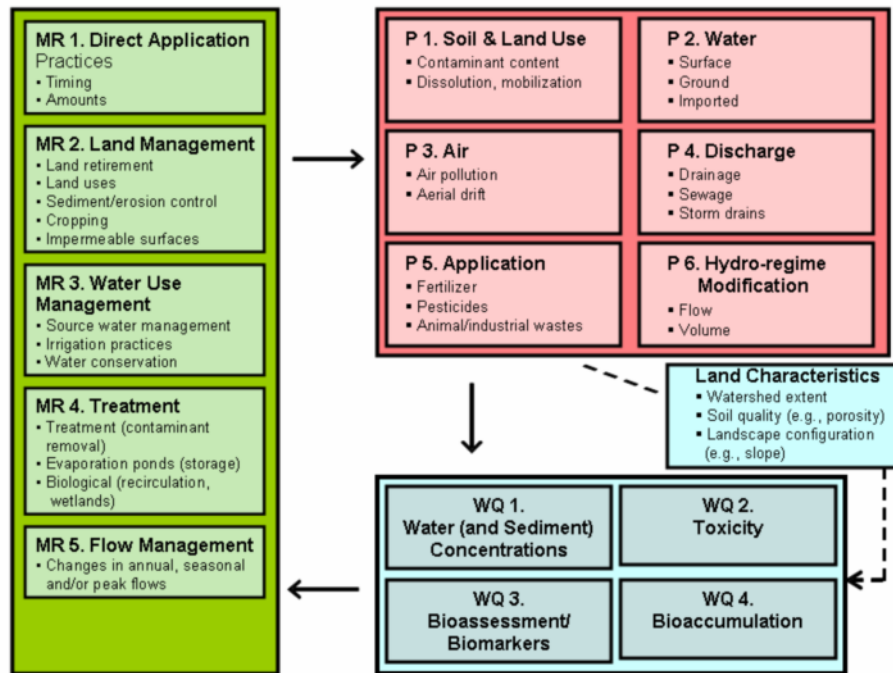 MR 1. Direct Application
Practices
▪ Timing
▪ Amounts
MR 2. Land Management
▪ Land retirement
▪ Land uses
▪ Sediment/erosion control
▪ Cropping
▪ Impermeable surfaces
MR 3. Water Use
Management
▪ Source water management
▪ Irrigation practices
▪ Water conservation
MR 4. Treatment
▪ Treatment (contaminant
removal)
▪ Evaporation ponds (storage)
▪ Biological (recirculation,
wetlands)
MR 5. Flow Management
▪ Changes in annual, seasonal
and/or peak flows
P 1. Soil & Land Use
▪ Contaminant content
▪ Dissolution, mobilization
P 2. Water
▪ Surface
▪ Ground
▪ Imported
P 3. Air
▪ Air pollution
▪ Aerial drift
P 4. Discharge
▪ Drainage
▪ Sewage
▪ Storm drains
P 5. Application
▪ Fertilizer
▪ Pesticides
▪ Animal/industrial wastes
P 6. Hydro-regime
Modification
▪ Flow
▪ Volume
Land Characteristics
▪ Watershed extent
▪ Soil quality (e.g., porosity)
▪ Landscape configuration
(e.g., slope)
WQ 1.
Water (and Sediment)
Concentrations
WQ 2.
Toxicity
WQ 3.
Bioassessment/
Biomarkers
WQ 4.
Bioaccumulation